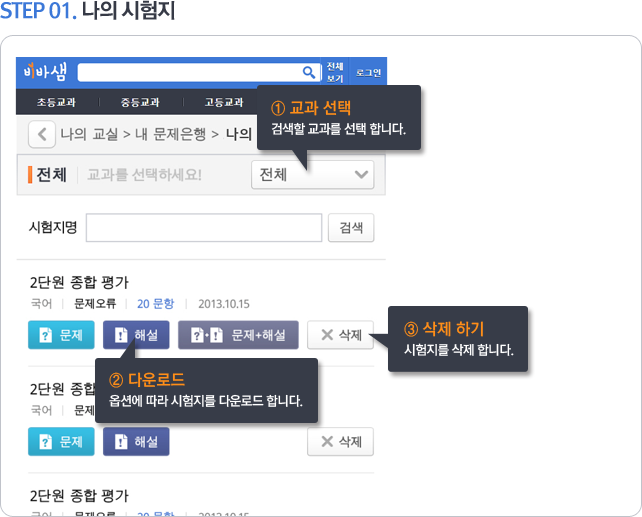 STEP 01. 나의 시험지
비바샘
전체
보기
로그인
초등교과
중등교과
고등교과
① 교과 선택
검색할 교과를 선택 합니다.
나의 교실 > 내 문제은행 > 나의
전체
교과를 선택하세요!
전체
시험지명
검색
2단원 종합 평가
국어
문제오류
20 문항
2013.10.15
문제
해설
문제+해설
삭제
③ 삭제 하기
시험지를 삭제 합니다.
② 다운로드
옵션에 따라 시험지를 다운로드 합니다.
2단원 종합
국어
문제
문제
해설
삭제
2단원 종합 평가
국어
문제오류
20 문항
2013.10.15